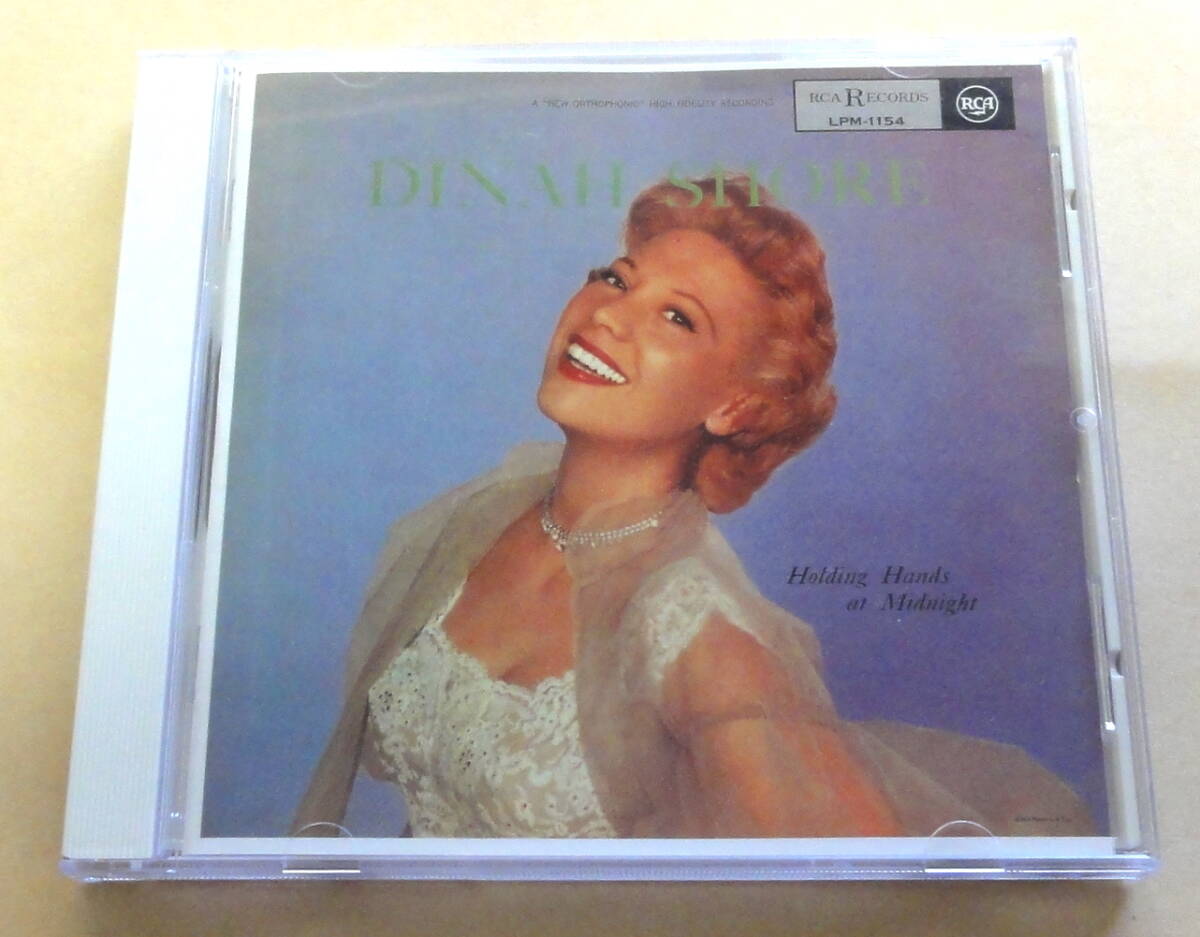 A "NEW ORTHOPHONIC" HIGH FIDELITY RECORDING
RCA RECORDS
LPM-1154
RCA
DINAH SHORE
Holding Hands
at Midnight